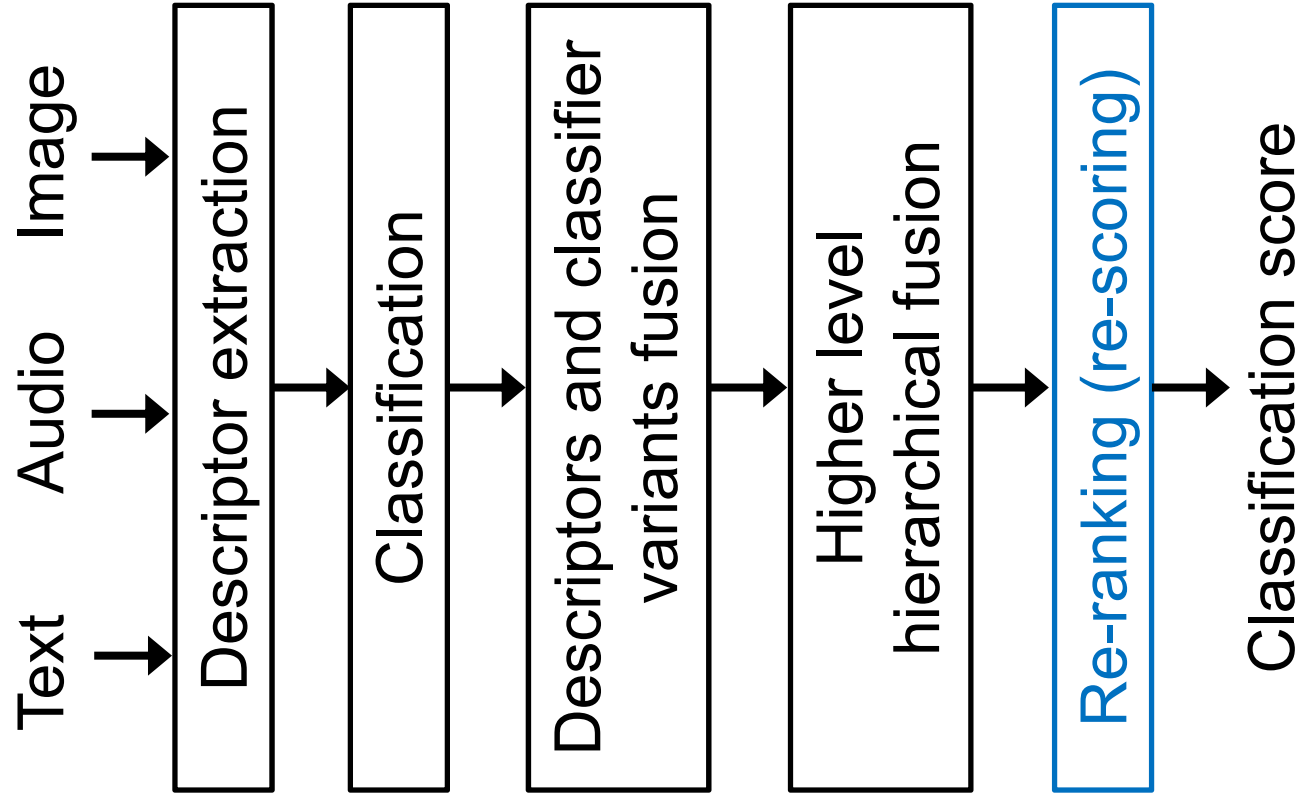 Text
Audio
Image
Descriptor extraction
Classification
Descriptors and classifier
variants fusion
Higher level
hierarchical fusion
Re-ranking (re-scoring)
Classification score